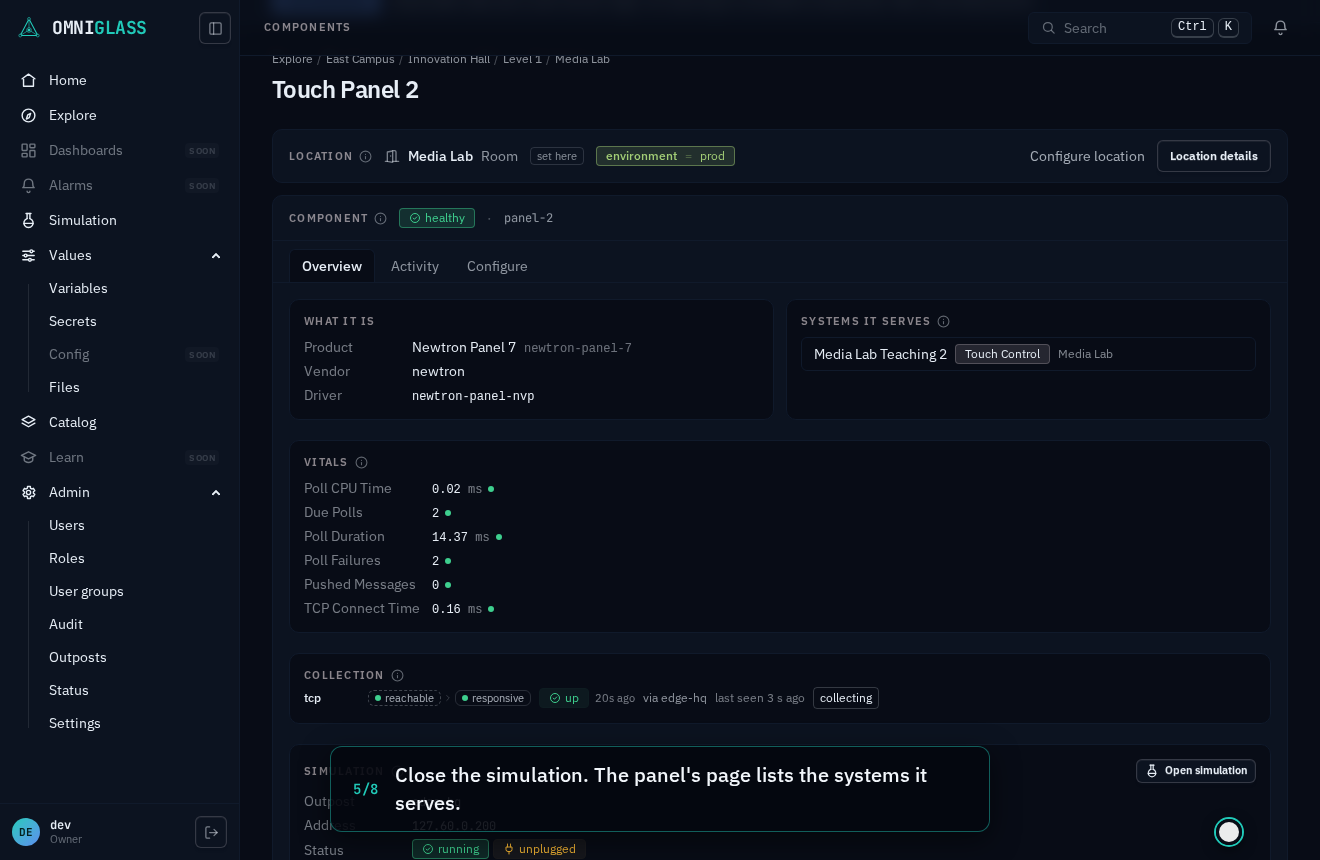 OMNIGLASS
COMPONENTS
Search
Ctrl K
Home
Explore
Dashboards SOON
Alarms SOON
Simulation
Values
Variables
Secrets
Config SOON
Files
Catalog
Learn SOON
Admin
Users
Roles
User groups
Audit
Outposts
Status
Settings
DE
dev
Owner
Explore / East Campus / Innovation Hall / Level 1 / Media Lab
Touch Panel 2
LOCATION Media Lab Room set here environment = prod Configure location Location details
COMPONENT healthy · panel-2
Overview Activity Configure
WHAT IT IS
Product Newtron Panel 7 newtron-panel-7
Vendor newtron
Driver newtron-panel-nvp
SYSTEMS IT SERVES
Media Lab Teaching 2 Touch Control Media Lab
VITALS
Poll CPU Time 0.02 ms
Due Polls 2
Poll Duration 14.37 ms
Poll Failures 2
Pushed Messages 0
TCP Connect Time 0.16 ms
COLLECTION
tcp reachable › responsive up 20s ago via edge-hq last seen 3 s ago collecting
SIMULATION Open simulation
5/8 Close the simulation. The panel's page lists the systems it
serves.
Outpost
Address 127.60.0.200
Status running unplugged